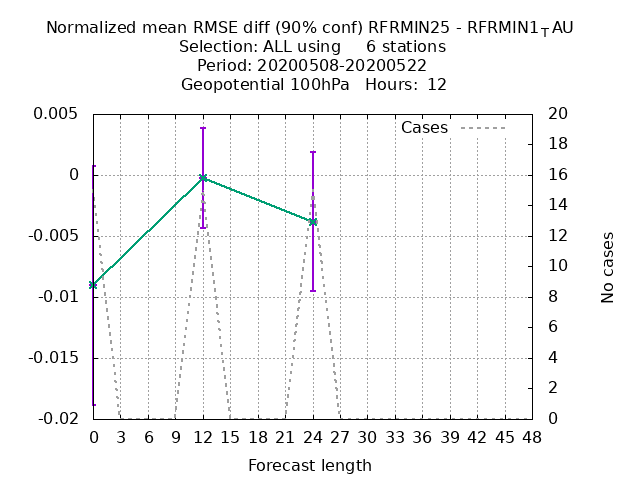 Normalized mean RMSE diff (90% conf) RFRMIN25 - RFRMIN1_TAU
Selection: ALL using     6 stations
Period: 20200508-20200522
Geopotential 100hPa   Hours:  12
0.005
0
-0.005
-0.01
-0.015
-0.02
Cases
20
18
16
14
12
10
8
6
4
2
0
No cases
0 3 6 9 12 15 18 21 24 27 30 33 36 39 42 45 48
Forecast length